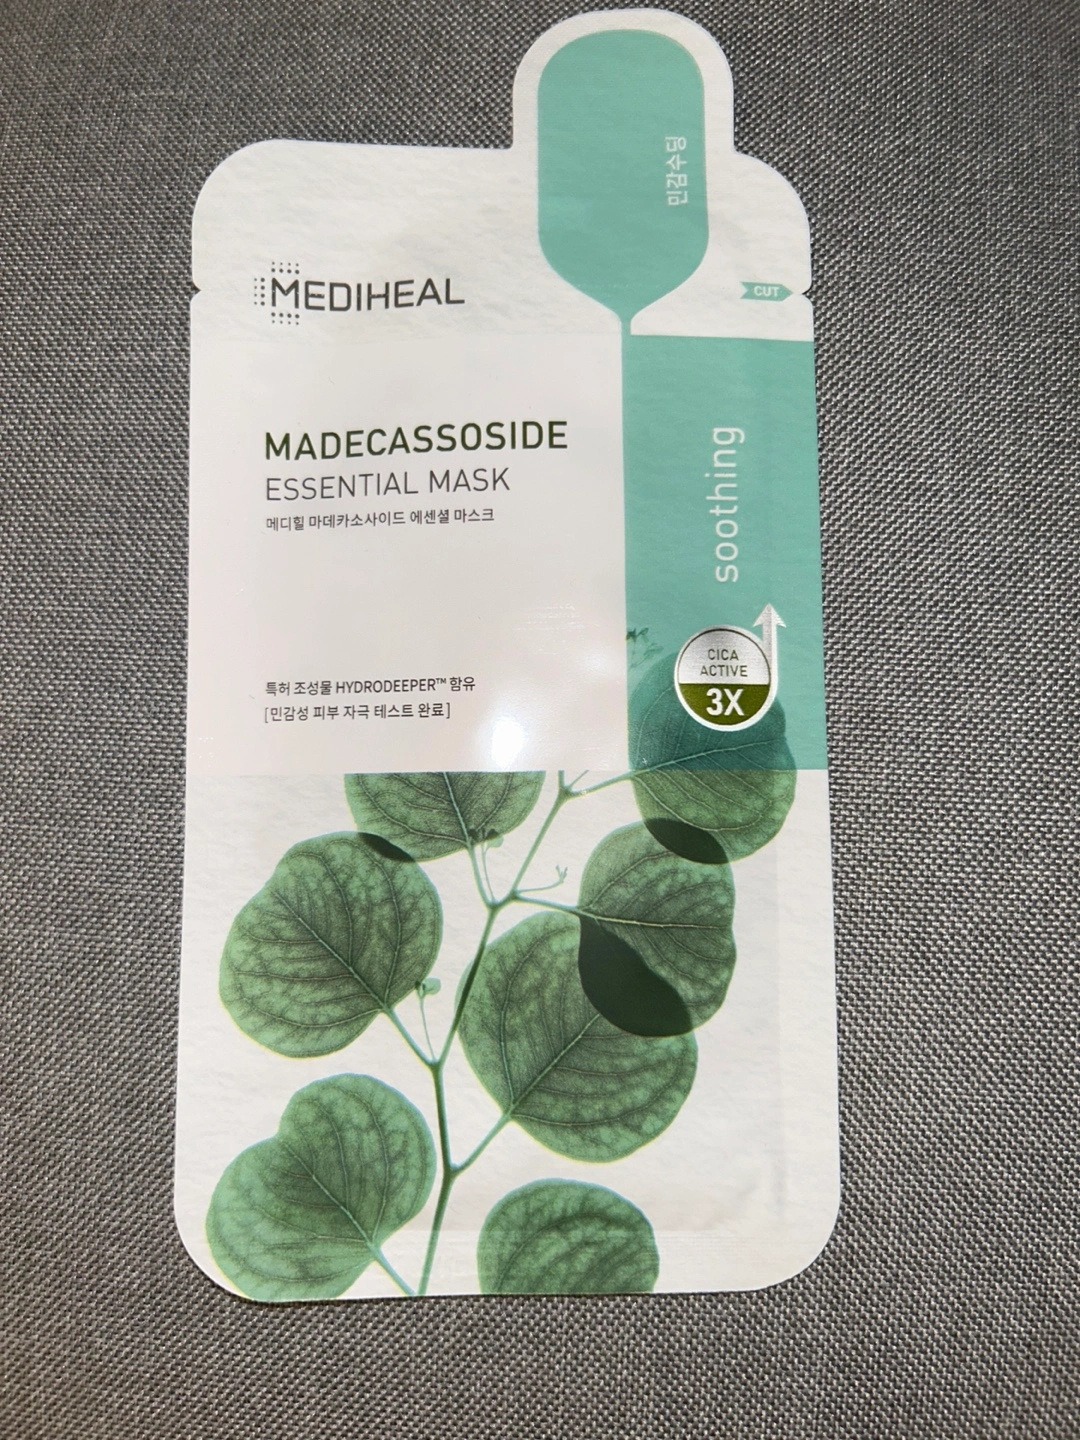 민감수딩
MEDIHEAL
CUT
MADECASSOSIDE
ESSENTIAL MASK
메디힐 마데카소사이드 에센셜 마스크
soothing
CICA
ACTIVE
3X
특허 조성물 HYDRODEEPER™ 함유
[민감성 피부 자극 테스트 완료]